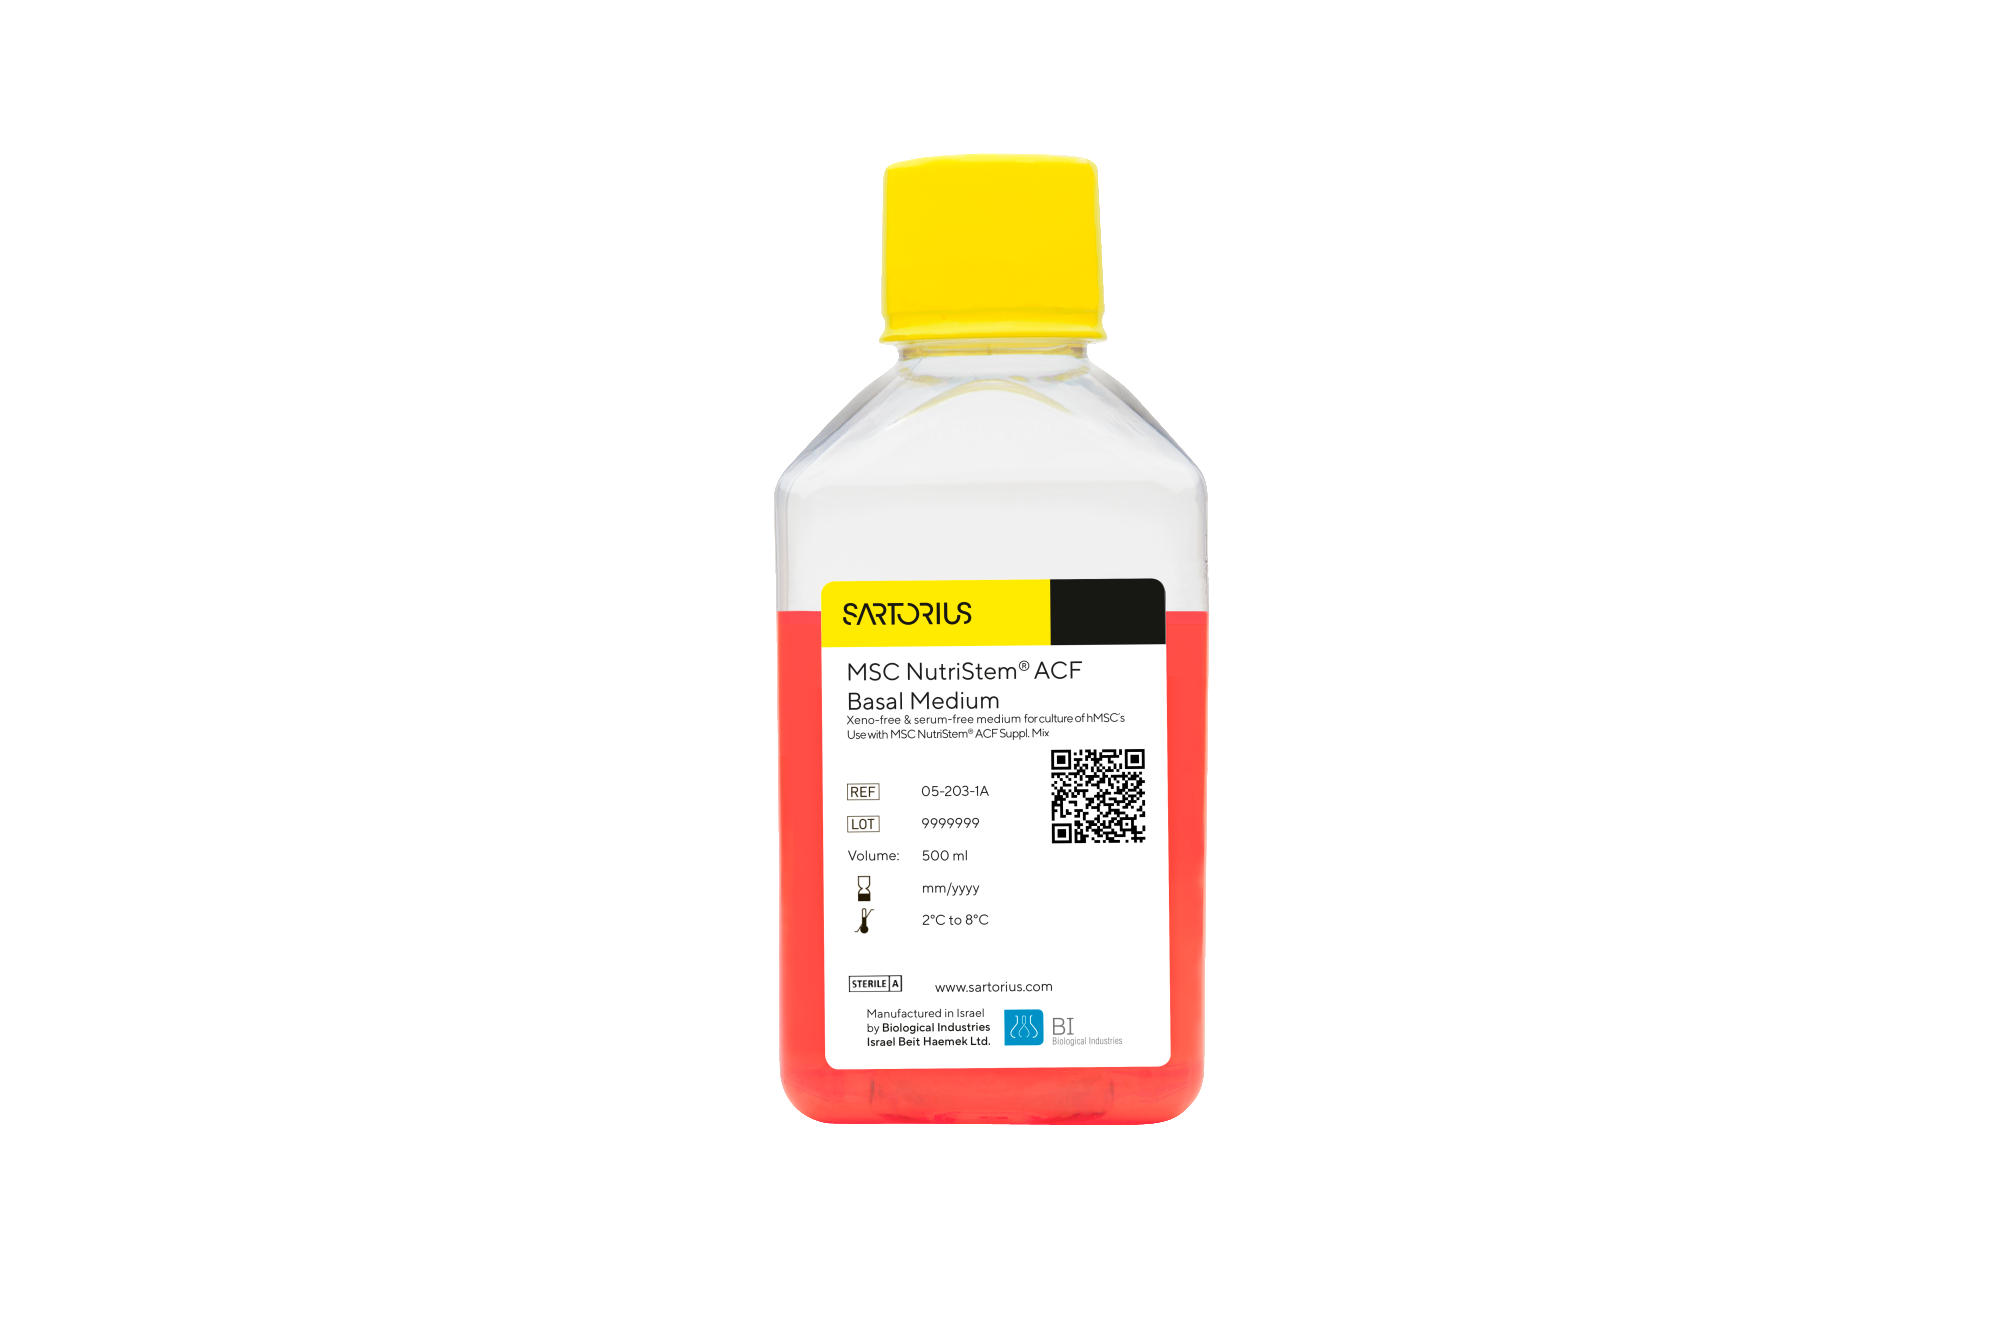 SARTORIUS
MSC NutriStem® ACF
Basal Medium
Xeno-free & serum-free medium for culture of hMSC's
Use with MSC NutriStem® ACF Suppl. Mix
REF 05-203-1A
LOT 9999999
Volume: 500 ml
mm/yyyy
2°C to 8°C
STERILE A www.sartorius.com
Manufactured in Israel
by Biological Industries
Israel Beit Haemek Ltd.
BI
Biological Industries